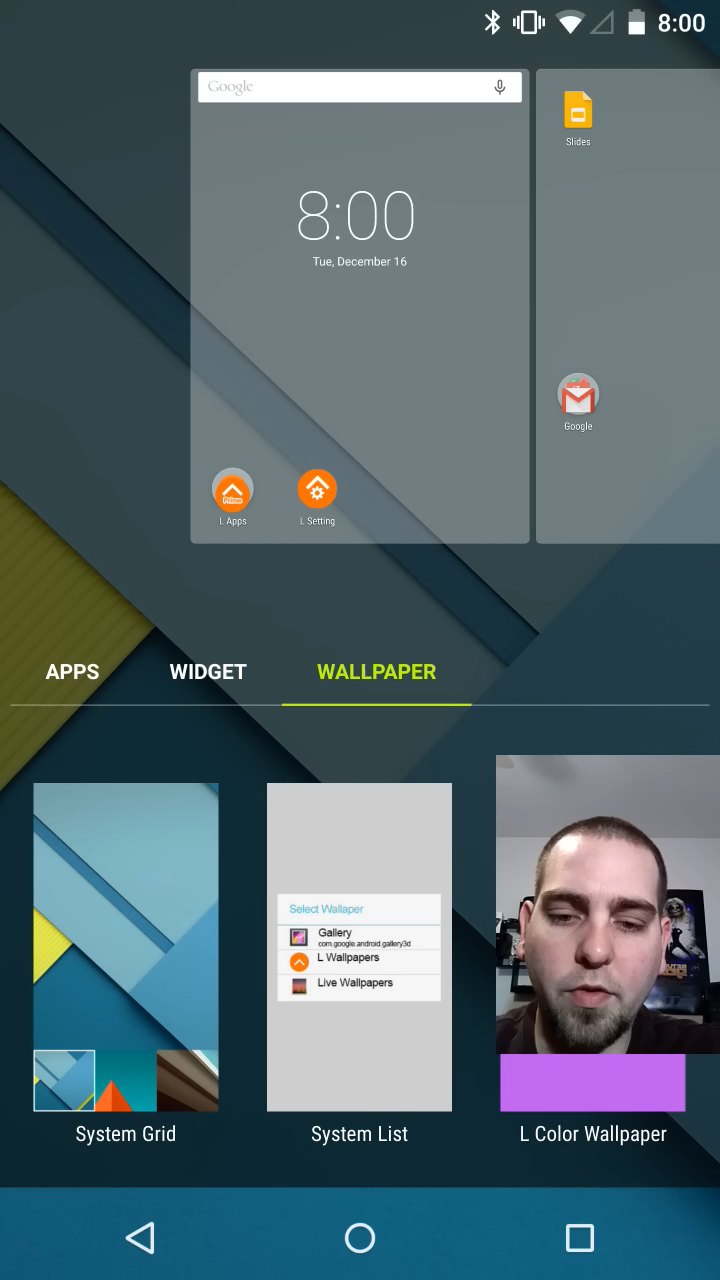 8:00
Google
Slides
8:00
Tue, December 16
Google
Prime
L Apps
L Setting
APPS
WIDGET
WALLPAPER
Select Wallaper
Gallery
com.google.android.gallery3d
L Wallpapers
Live Wallpapers
System Grid
System List
L Color Wallpaper